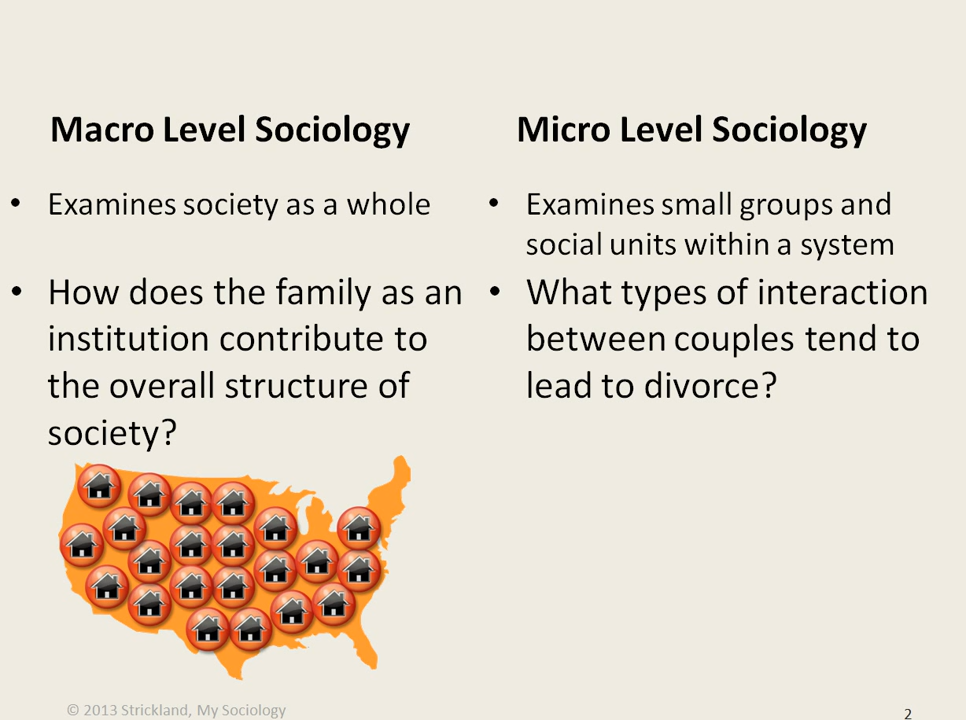 Macro Level Sociology
• Examines society as a whole
• How does the family as an
institution contribute to
the overall structure of
society?
Micro Level Sociology
• Examines small groups and
social units within a system
• What types of interaction
between couples tend to
lead to divorce?
© 2013 Strickland, My Sociology
2